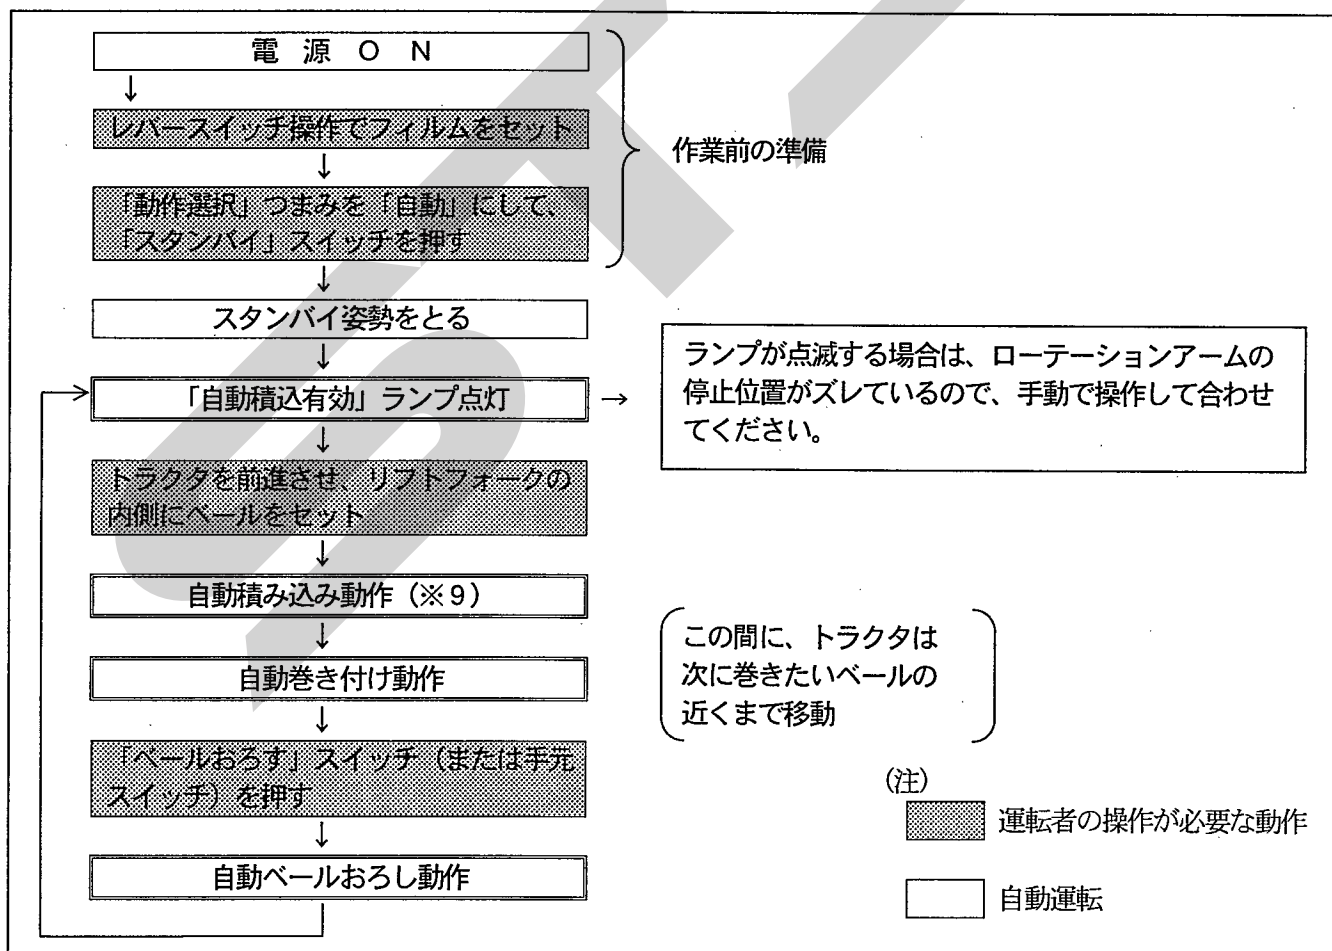 電源ON
↓
レバースイッチ操作でフィルムをセット
↓
「動作選択」つまみを「自動」にして、
「スタンバイ」スイッチを押す
作業前の準備
↓
スタンバイ姿勢をとる
↓
「自動積込有効」ランプ点灯
→
ランプが点滅する場合は、ローテーションアームの
停止位置がズレているので、手動で操作して合わせ
てください。
↓
トラクタを前進させ、リフトフォークの
内側にベールをセット
↓
自動積み込み動作(※9)
↓
自動巻き付け動作
この間に、トラクタは
次に巻きたいベールの
近くまで移動
↓
「ベールおろす」スイッチ(または手元
スイッチ)を押す
↓
自動ベールおろし動作
(注)
運転者の操作が必要な動作
自動運転